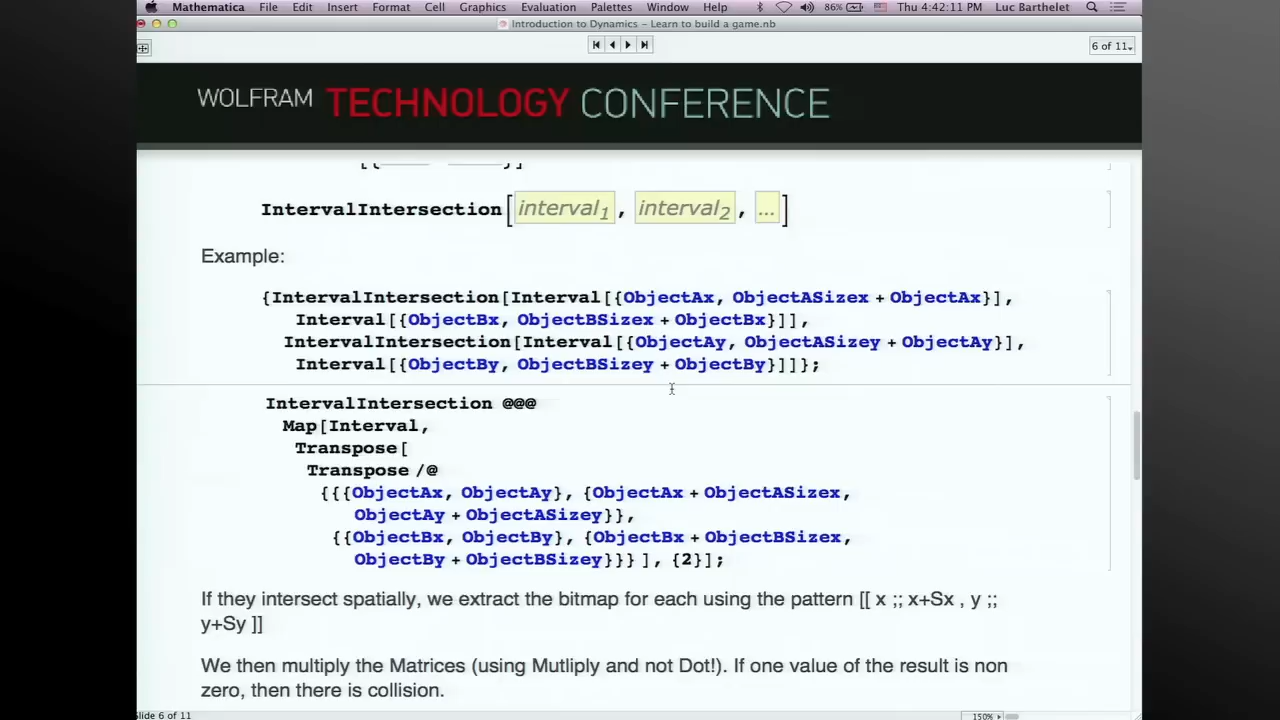 Mathematica File Edit Insert Format Cell Graphics Evaluation Palettes Window Help 86% Thu 4:42:11 PM Luc Barthelet
Introduction to Dynamics - Learn to build a game.nb
6 of 11
WOLFRAM TECHNOLOGY CONFERENCE
IntervalIntersection[interval1, interval2, ...]
Example:
{IntervalIntersection[Interval[{ObjectAx, ObjectASizex + ObjectAx}],
Interval[{ObjectBx, ObjectBSizex + ObjectBx}]],
IntervalIntersection[Interval[{ObjectAy, ObjectASizey + ObjectAy}],
Interval[{ObjectBy, ObjectBSizey + ObjectBy}]]};
IntervalIntersection @@@
Map[Interval,
Transpose[
Transpose /@
{{{ObjectAx, ObjectAy}, {ObjectAx + ObjectASizex,
ObjectAy + ObjectASizey}},
{{ObjectBx, ObjectBy}, {ObjectBx + ObjectBSizex,
ObjectBy + ObjectBSizey}}} ], {2}];
If they intersect spatially, we extract the bitmap for each using the pattern [[ x ;; x+Sx , y ;;
y+Sy ]]
We then multiply the Matrices (using Mutliply and not Dot!). If one value of the result is non
zero, then there is collision.
Slide 6 of 11
150%